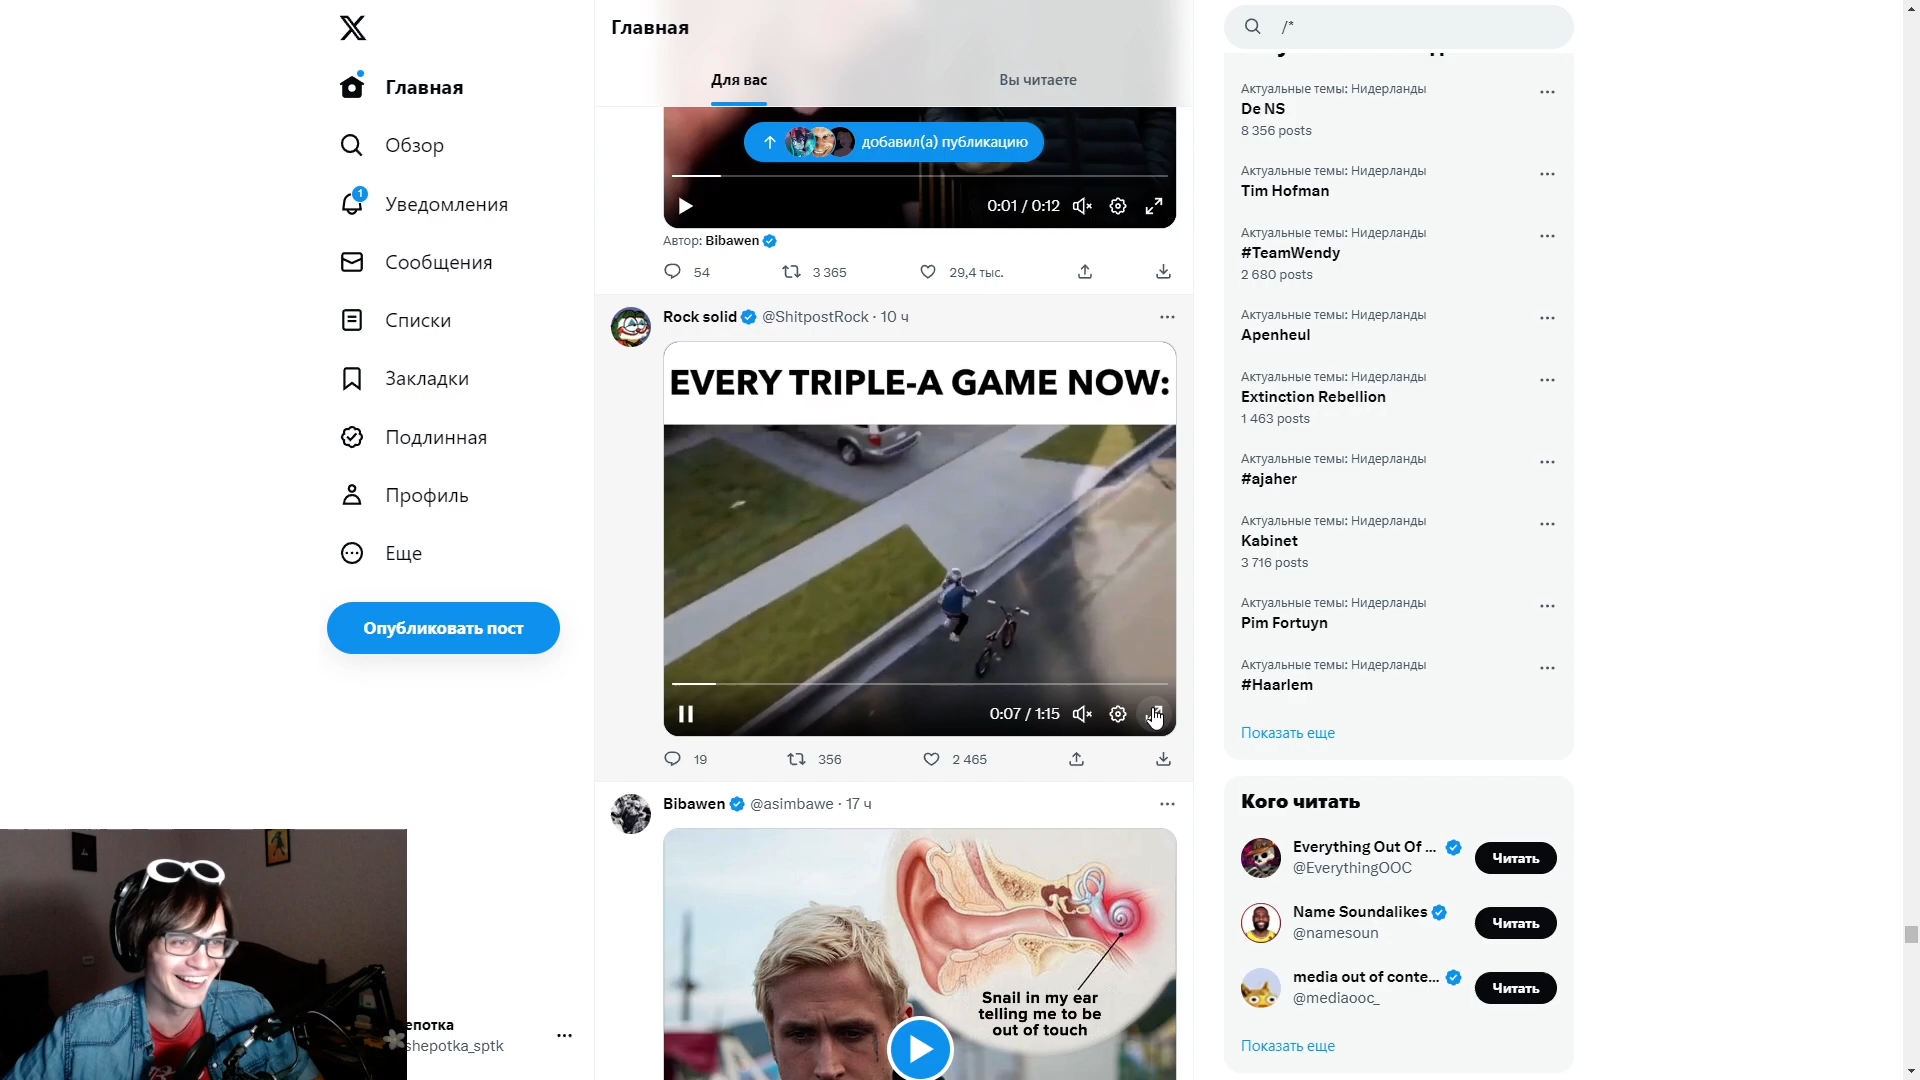 Главная
Обзор
1
Уведомления
Сообщения
Списки
Закладки
Подлинная
Профиль
Еще
Опубликовать пост
епотка
shepotka_sptk
Главная
Для вас
Вы читаете
добавил(а) публикацию
0:01 / 0:12
Автор: Bibawen
54
3 365
29,4 тыс.
Rock solid @ShitpostRock · 10 ч
EVERY TRIPLE-A GAME NOW:
0:07 / 1:15
19
356
2 465
Bibawen @asimbawe · 17 ч
Snail in my ear
telling me to be
out of touch
/*
Актуальные темы: Нидерланды
De NS
8 356 posts
Актуальные темы: Нидерланды
Tim Hofman
Актуальные темы: Нидерланды
#TeamWendy
2 680 posts
Актуальные темы: Нидерланды
Apenheul
Актуальные темы: Нидерланды
Extinction Rebellion
1 463 posts
Актуальные темы: Нидерланды
#ajaher
Актуальные темы: Нидерланды
Kabinet
3 716 posts
Актуальные темы: Нидерланды
Pim Fortuyn
Актуальные темы: Нидерланды
#Haarlem
Показать еще
Кого читать
Everything Out Of ...
@EverythingOOC
Читать
Name Soundalikes
@namesoun
Читать
media out of conte...
@mediaooc_
Читать
Показать еще